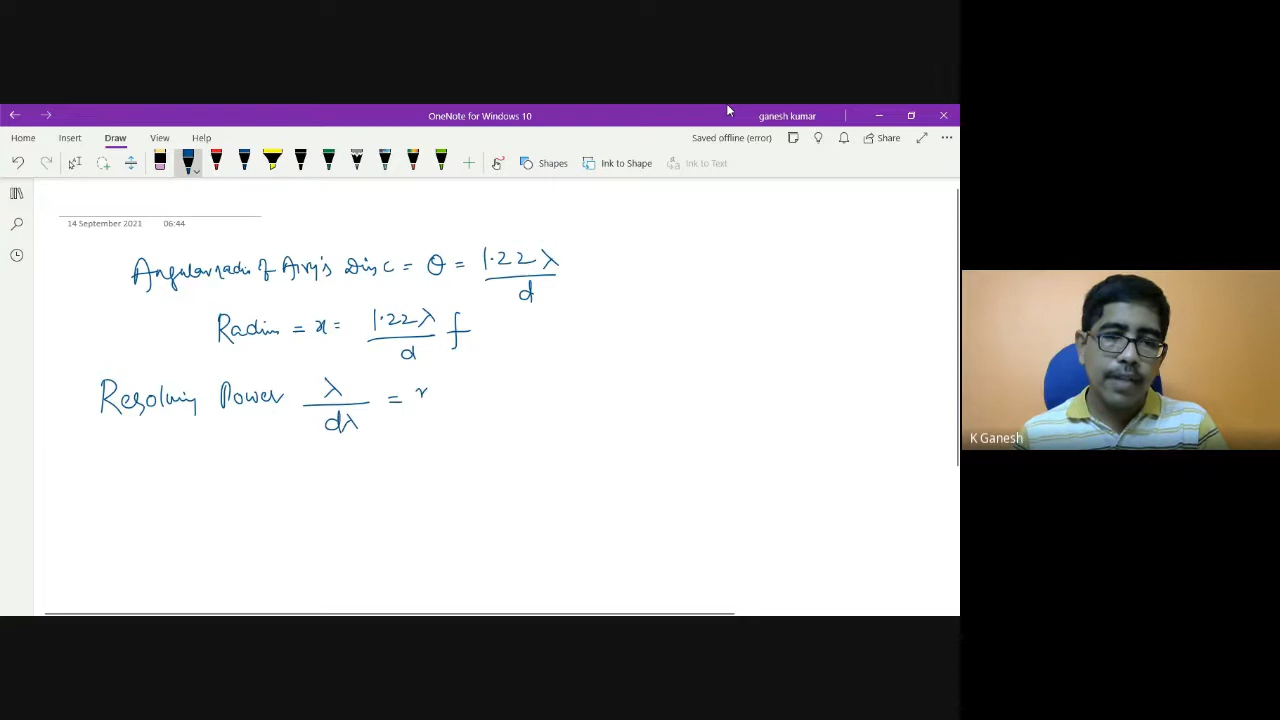 OneNote for Windows 10
ganesh kumar
Home Insert Draw View Help
Saved offline (error)
Share
Shapes
Ink to Shape
Ink to Text
14 September 2021 06:44
Angular radius of Airy's Disc = θ = 1.22λ / d
Radius = x = 1.22λ / d f
Resolving Power λ / dλ =
K Ganesh